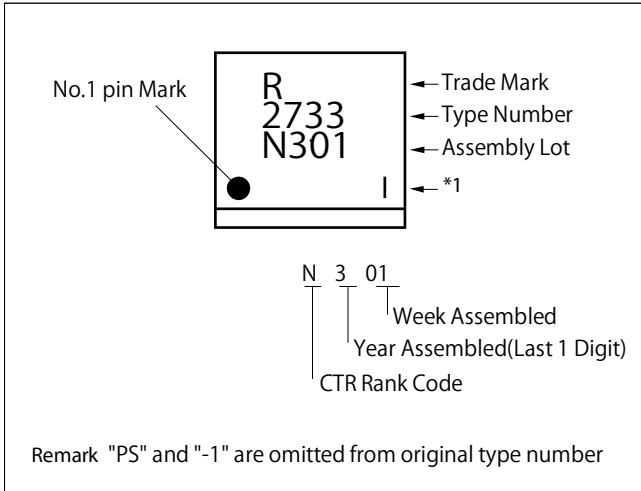 No.1 pin Mark
R
2733
N301
I
Trade Mark
Type Number
Assembly Lot
*1
N 3 01
Week Assembled
Year Assembled(Last 1 Digit)
CTR Rank Code
Remark "PS" and "-1" are omitted from original type number